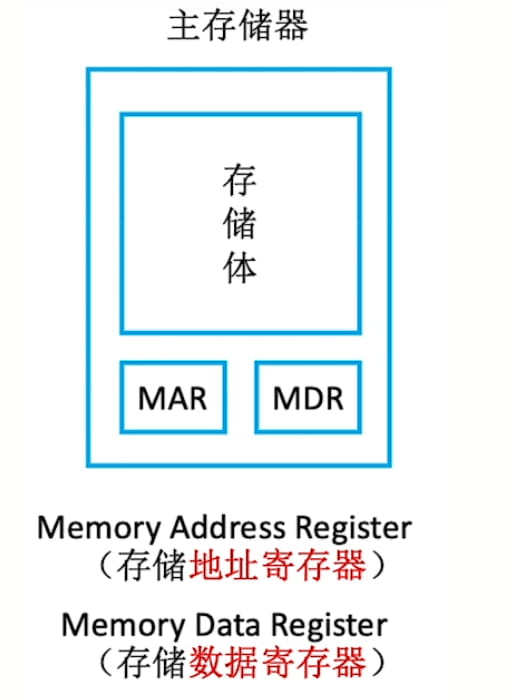 主存储器
存
储
体
MAR MDR
Memory Address Register
（存储地址寄存器）
Memory Data Register
（存储数据寄存器）